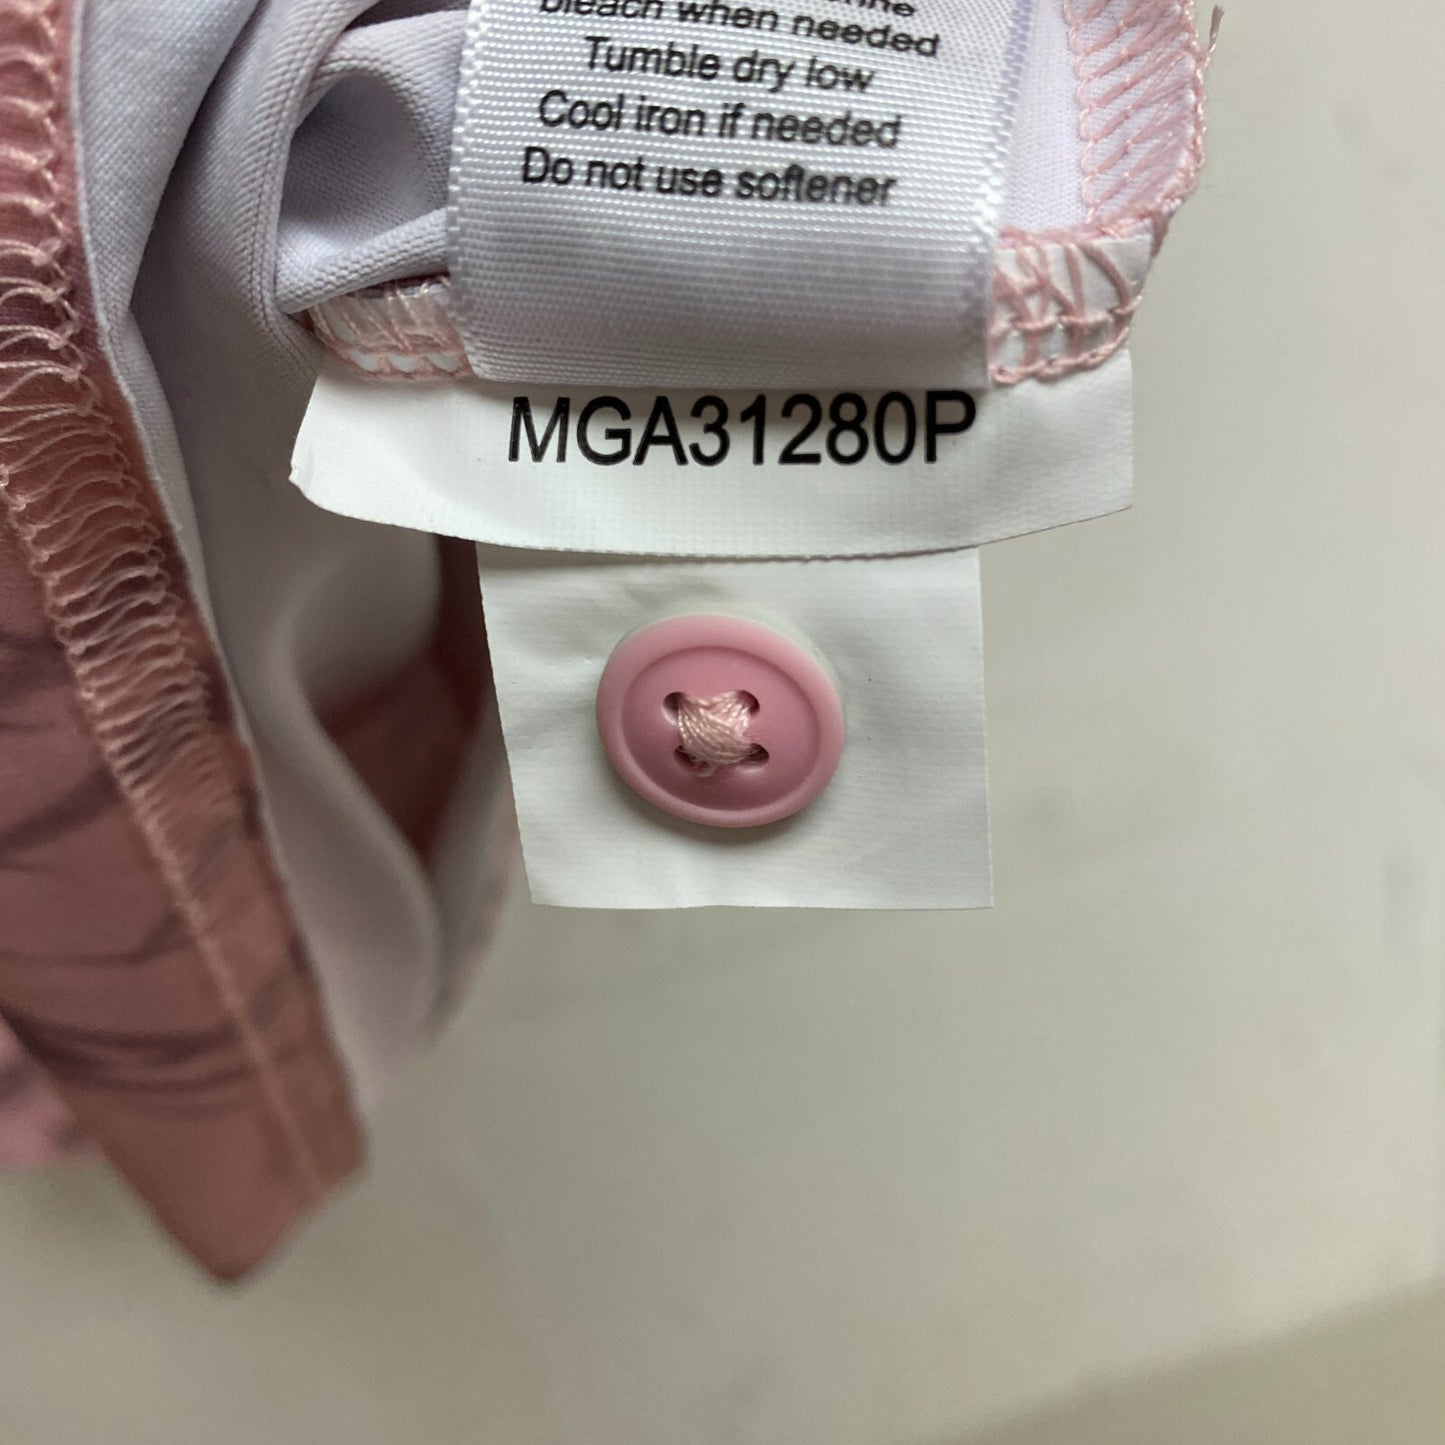 bleach when needed
Tumble dry low
Cool iron if needed
Do not use softener
MGA31280P